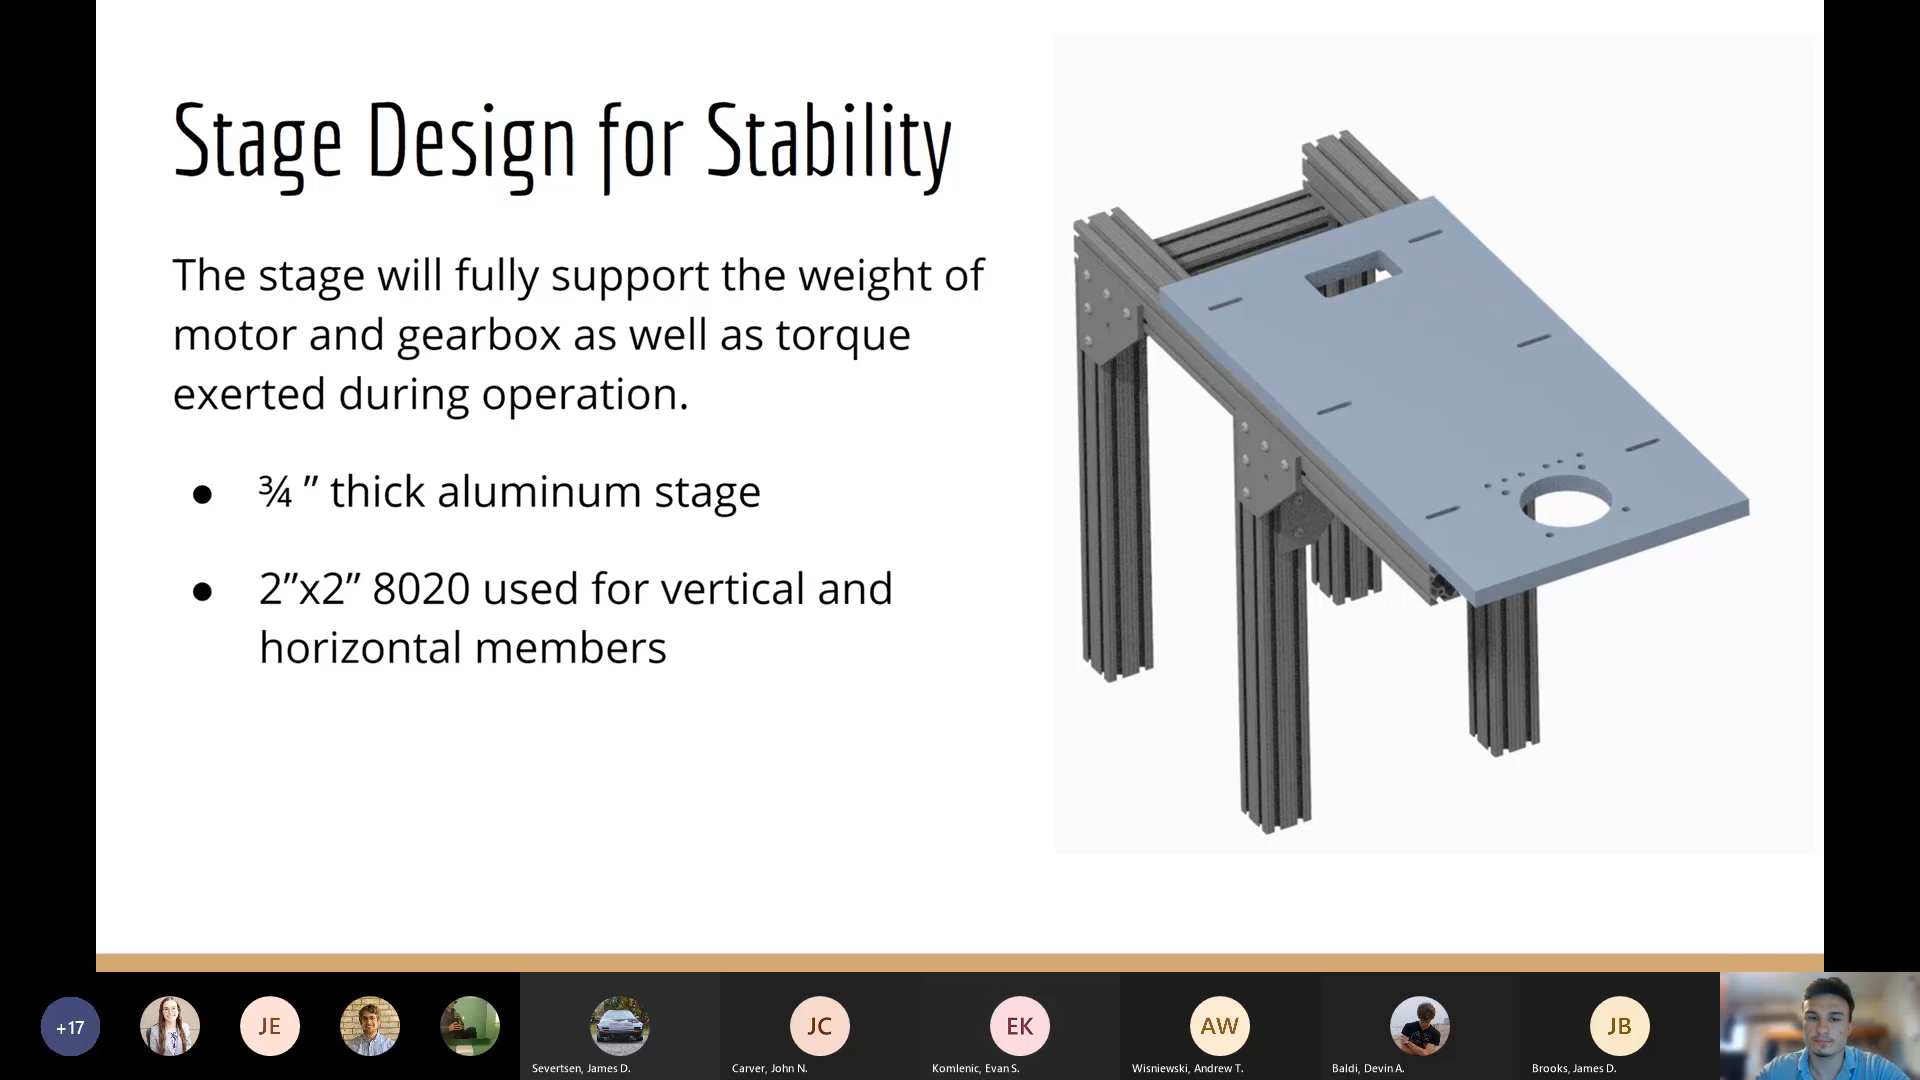 Stage Design for Stability
The stage will fully support the weight of
motor and gearbox as well as torque
exerted during operation.
● ¾ ” thick aluminum stage
● 2”x2” 8020 used for vertical and
horizontal members
+17
JE
JC
EK
AW
JB
Severtsen, James D.
Carver, John N.
Komlenic, Evan S.
Wisniewski, Andrew T.
Baldi, Devin A.
Brooks, James D.